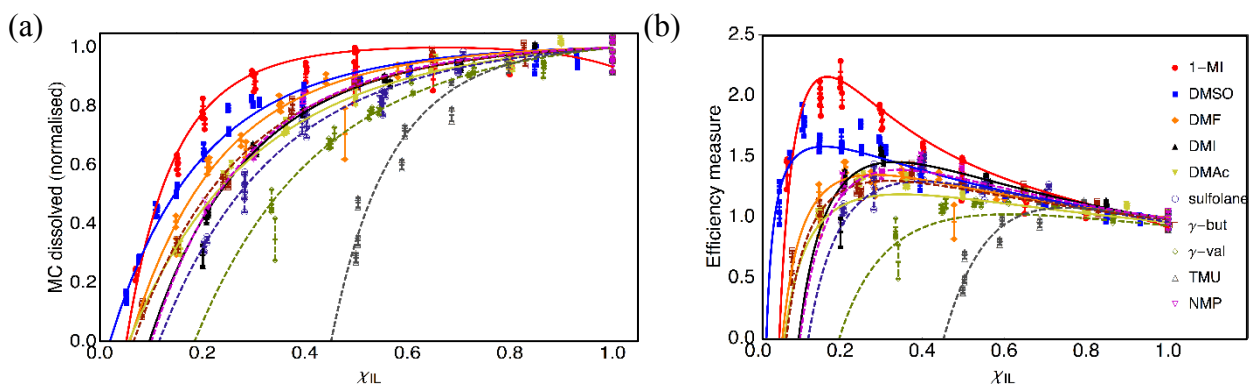 (a)
MC dissolved (normalised)
1.0
0.8
0.6
0.4
0.2
0.0
0.0 0.2 0.4 0.6 0.8 1.0
χIL
(b)
Efficiency measure
2.5
2.0
1.5
1.0
0.5
0.0
0.0 0.2 0.4 0.6 0.8 1.0
χIL
1-MI
DMSO
DMF
DMI
DMAc
sulfolane
γ-but
γ-val
TMU
NMP